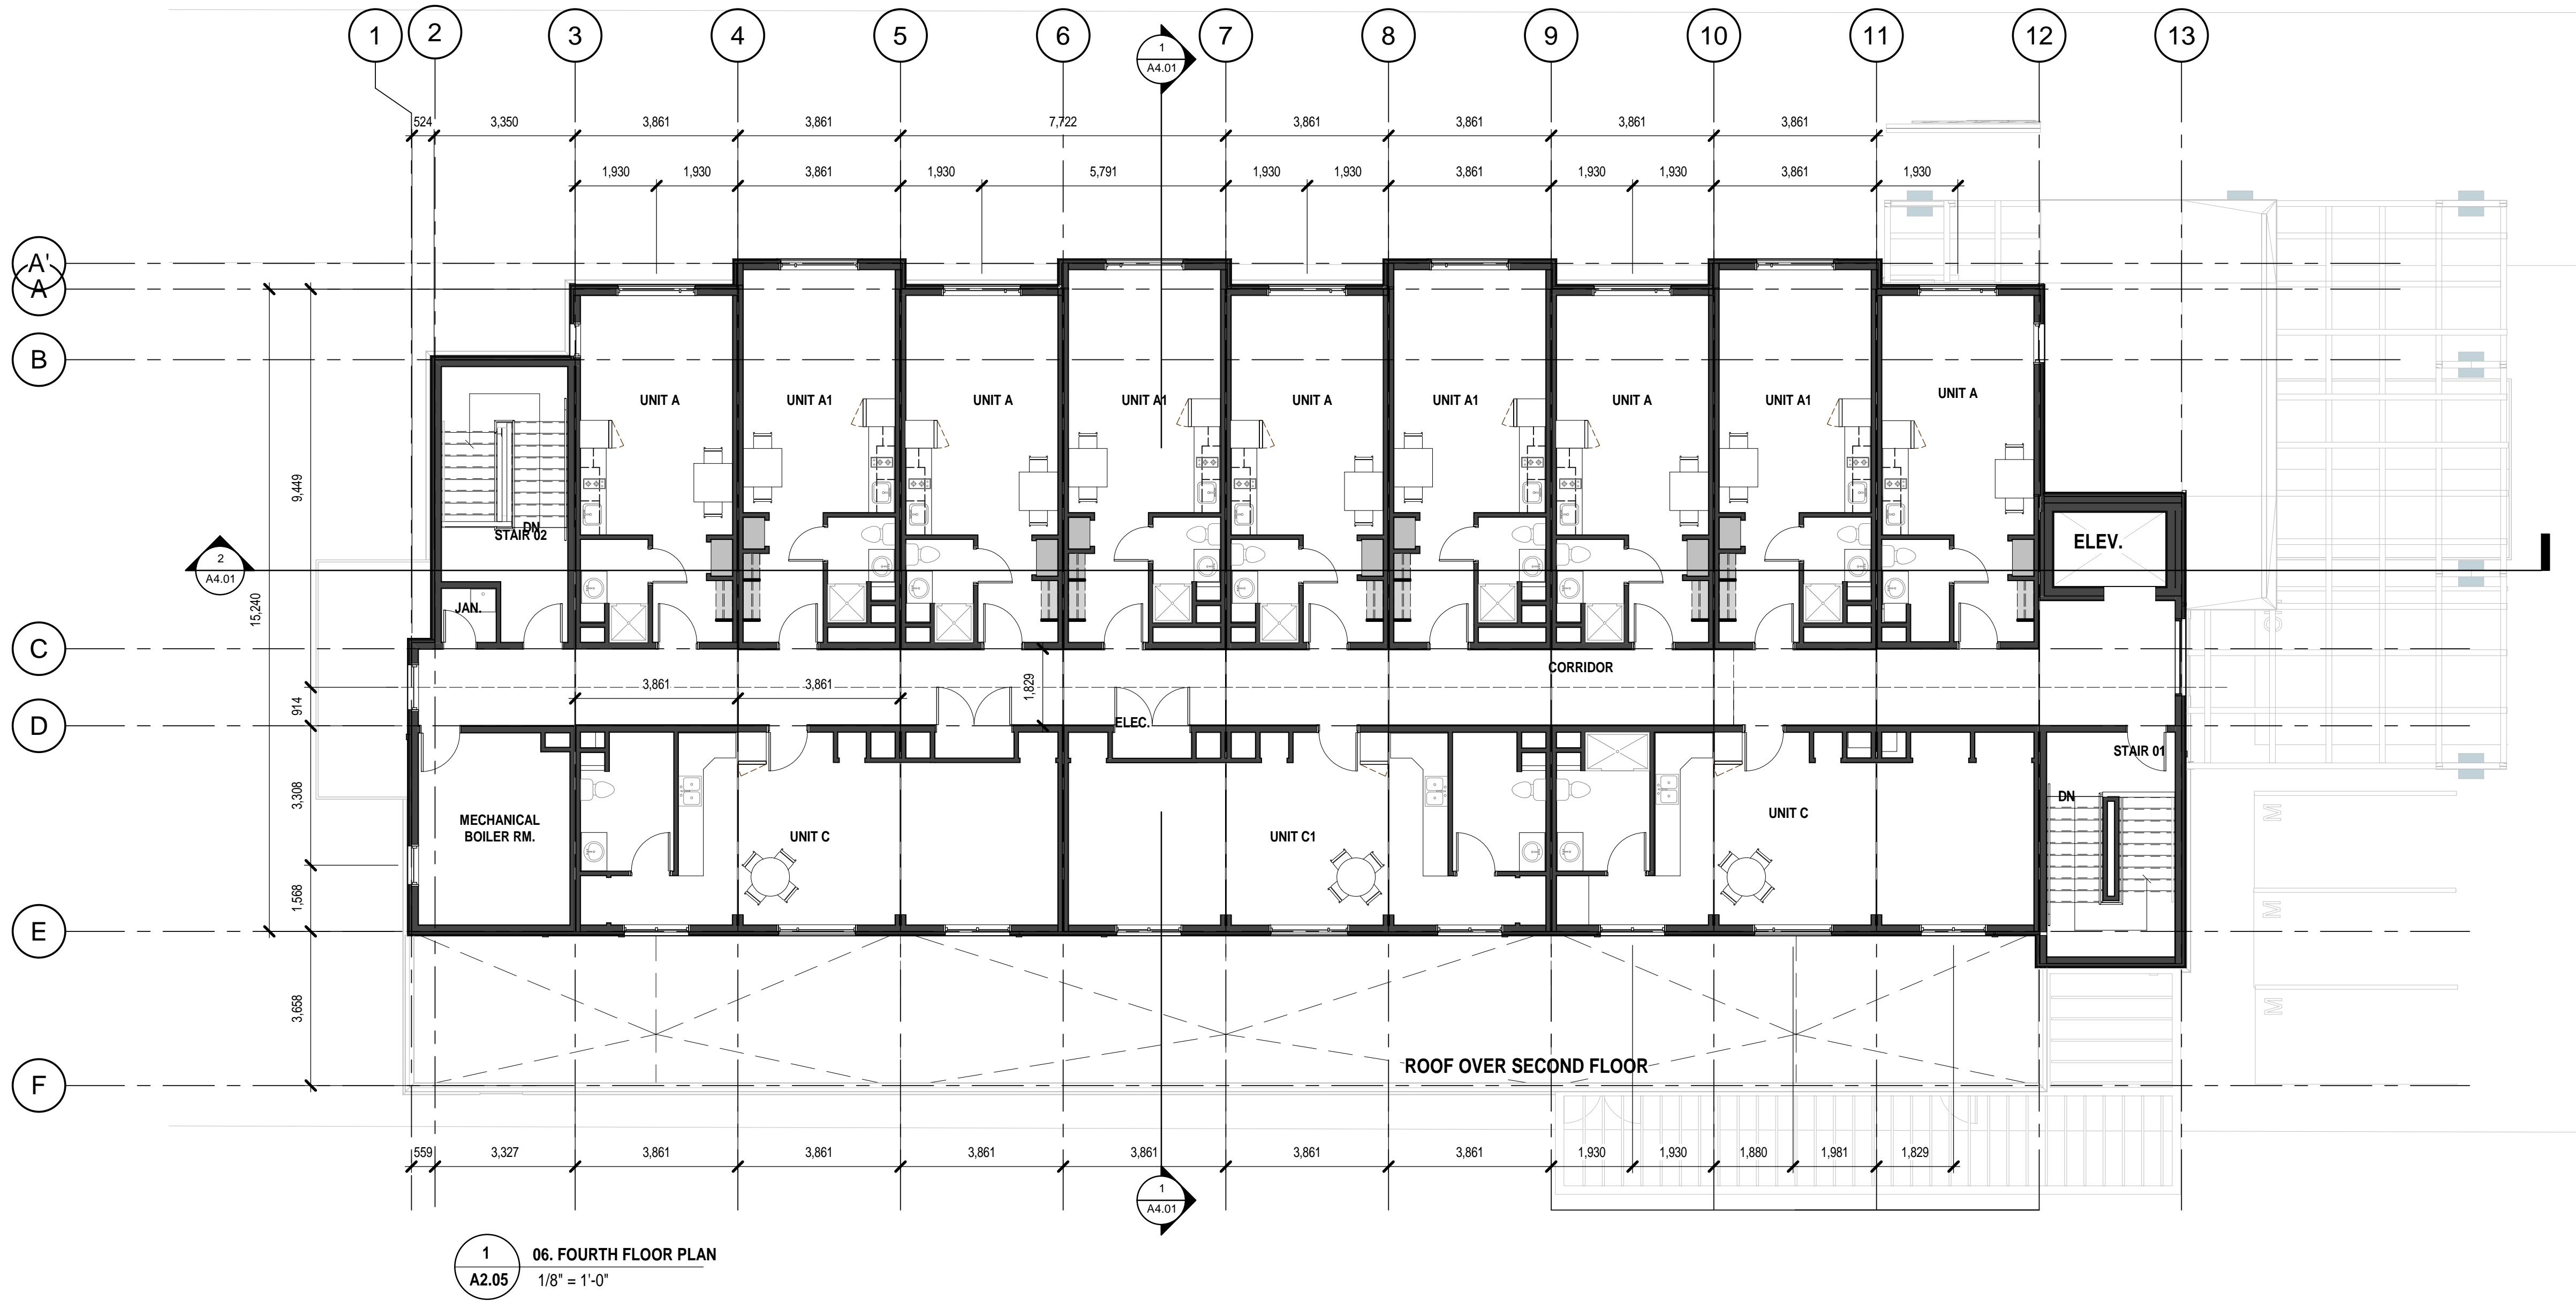 1 2 3 4 5 6 7 8 9 10 11 12 13
1
A4.01
524 3,350 3,861 3,861 7,722 3,861 3,861 3,861 3,861
1,930 1,930 3,861 1,930 5,791 1,930 1,930 3,861 1,930 1,930 3,861 1,930
A'
A
B
UNIT A UNIT A1 UNIT A UNIT A1 UNIT A UNIT A1 UNIT A UNIT A1 UNIT A
9,449
DN
STAIR 02
ELEV.
2
A4.01
15,240
JAN.
C
CORRIDOR
3,861 3,861
1,829
914
D
ELEC.
STAIR 01
3,308
DN
MECHANICAL
BOILER RM.
UNIT C UNIT C1 UNIT C
M
1,568
M
E
3,658
M
ROOF OVER SECOND FLOOR
F
559 3,327 3,861 3,861 3,861 3,861 3,861 3,861 1,930 1,930 1,880 1,981 1,829
1
A4.01
1
A2.05
06. FOURTH FLOOR PLAN
1/8" = 1'-0"